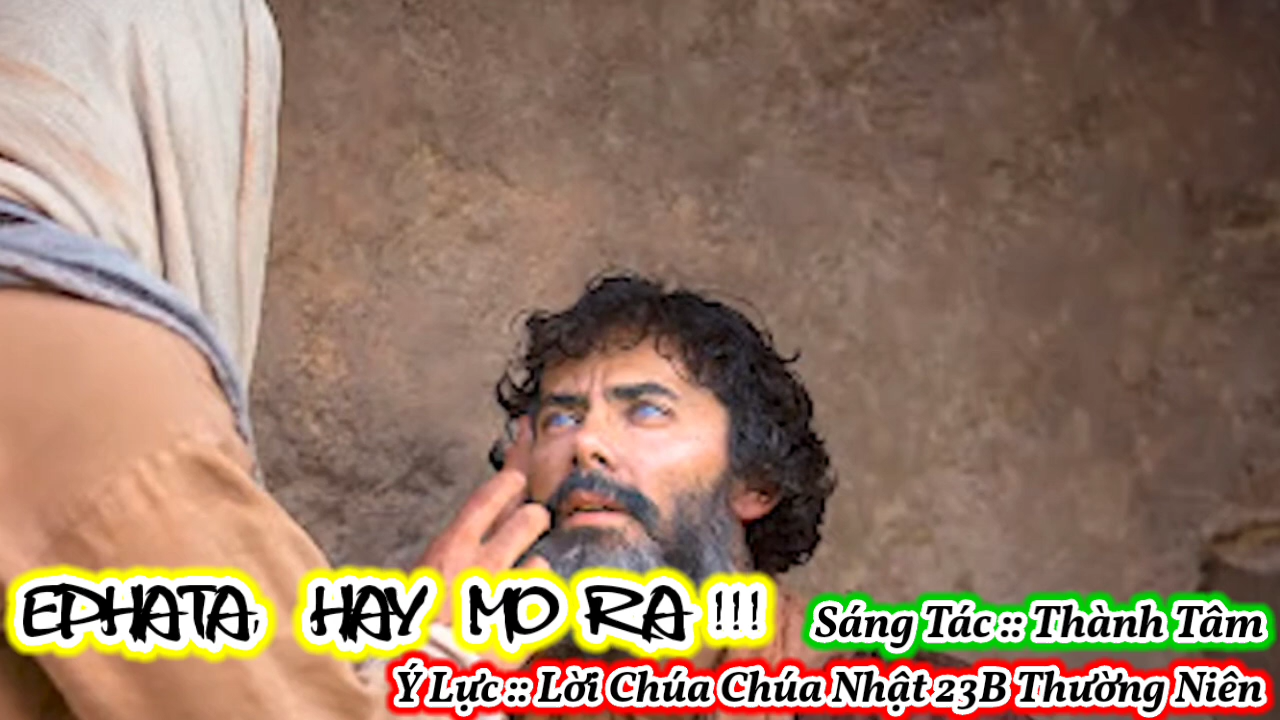 EPHATA, HAY MO RA !!!
Sáng Tác :: Thành Tâm
Ý Lực :: Lời Chúa Chúa Nhật 23B Thường Niên